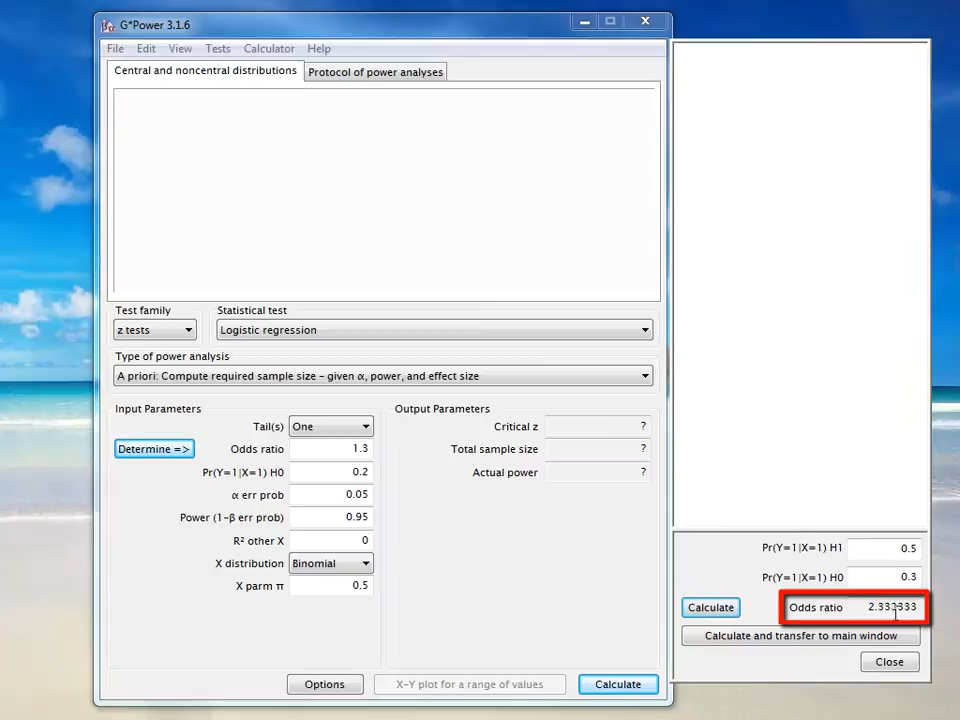 G*Power 3.1.6
File Edit View Tests Calculator Help
Central and noncentral distributions Protocol of power analyses
Test family Statistical test
z tests Logistic regression
Type of power analysis
A priori: Compute required sample size – given α, power, and effect size
Input Parameters Output Parameters
Tail(s) One Critical z ?
Determine => Odds ratio 1.3 Total sample size ?
Pr(Y=1|X=1) H0 0.2 Actual power ?
α err prob 0.05
Power (1-β err prob) 0.95
R² other X 0
X distribution Binomial
X parm π 0.5
Options X-Y plot for a range of values Calculate
Pr(Y=1|X=1) H1 0.5
Pr(Y=1|X=1) H0 0.3
Calculate Odds ratio 2.333333
Calculate and transfer to main window
Close